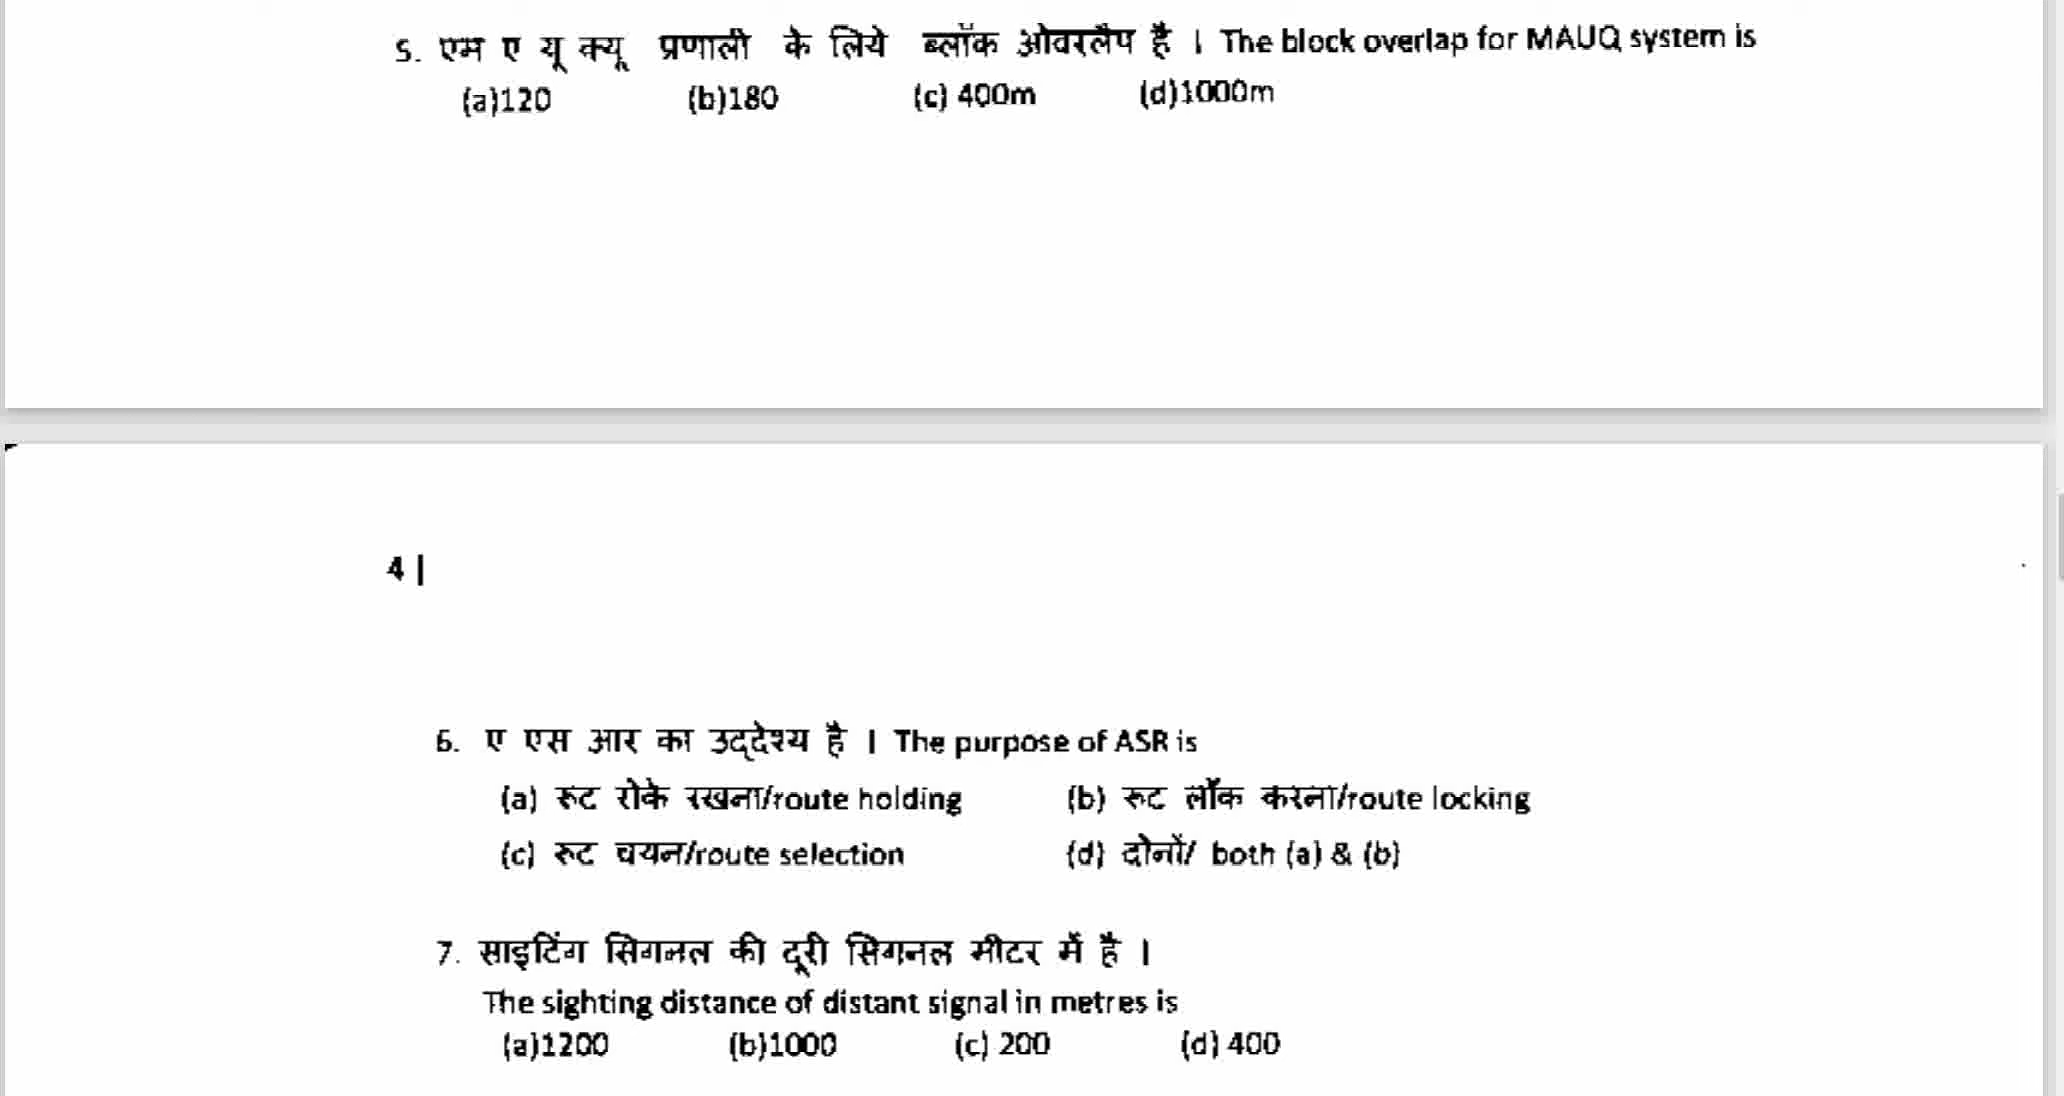 5. एम ए यू क्यू प्रणाली के लिये ब्लॉक ओवरलैप है । The block overlap for MAUQ system is
(a)120 (b)180 (c) 400m (d)1000m
4 |
6. ए एस आर का उद्देश्य है । The purpose of ASR is
(a) रूट रोके रखना/route holding (b) रूट लॉक करना/route locking
(c) रूट चयन/route selection (d) दोनों/ both (a) & (b)
7. साइटिंग सिगनल की दूरी सिगनल मीटर में है ।
The sighting distance of distant signal in metres is
(a)1200 (b)1000 (c) 200 (d) 400